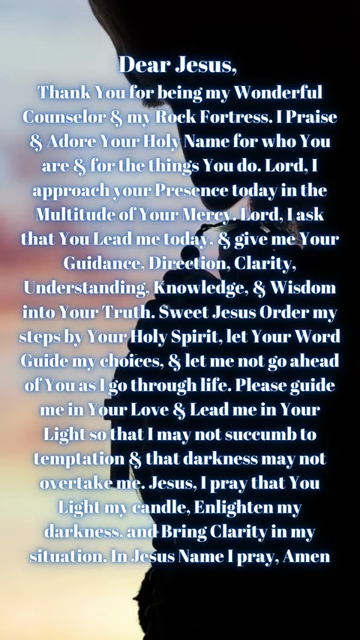 Dear Jesus,
Thank You for being my Wonderful
Counselor & my Rock Fortress. I Praise
& Adore Your Holy Name for who You
are & for the things You do. Lord, I
approach your Presence today in the
Multitude of Your Mercy. Lord, I ask
that You Lead me today, & give me Your
Guidance, Direction, Clarity,
Understanding, Knowledge, & Wisdom
into Your Truth. Sweet Jesus Order my
steps by Your Holy Spirit, let Your Word
Guide my choices, & let me not go ahead
of You as I go through life. Please guide
me in Your Love & Lead me in Your
Light so that I may not succumb to
temptation & that darkness may not
overtake me. Jesus, I pray that You
Light my candle, Enlighten my
darkness, and Bring Clarity in my
situation. In Jesus Name I pray, Amen